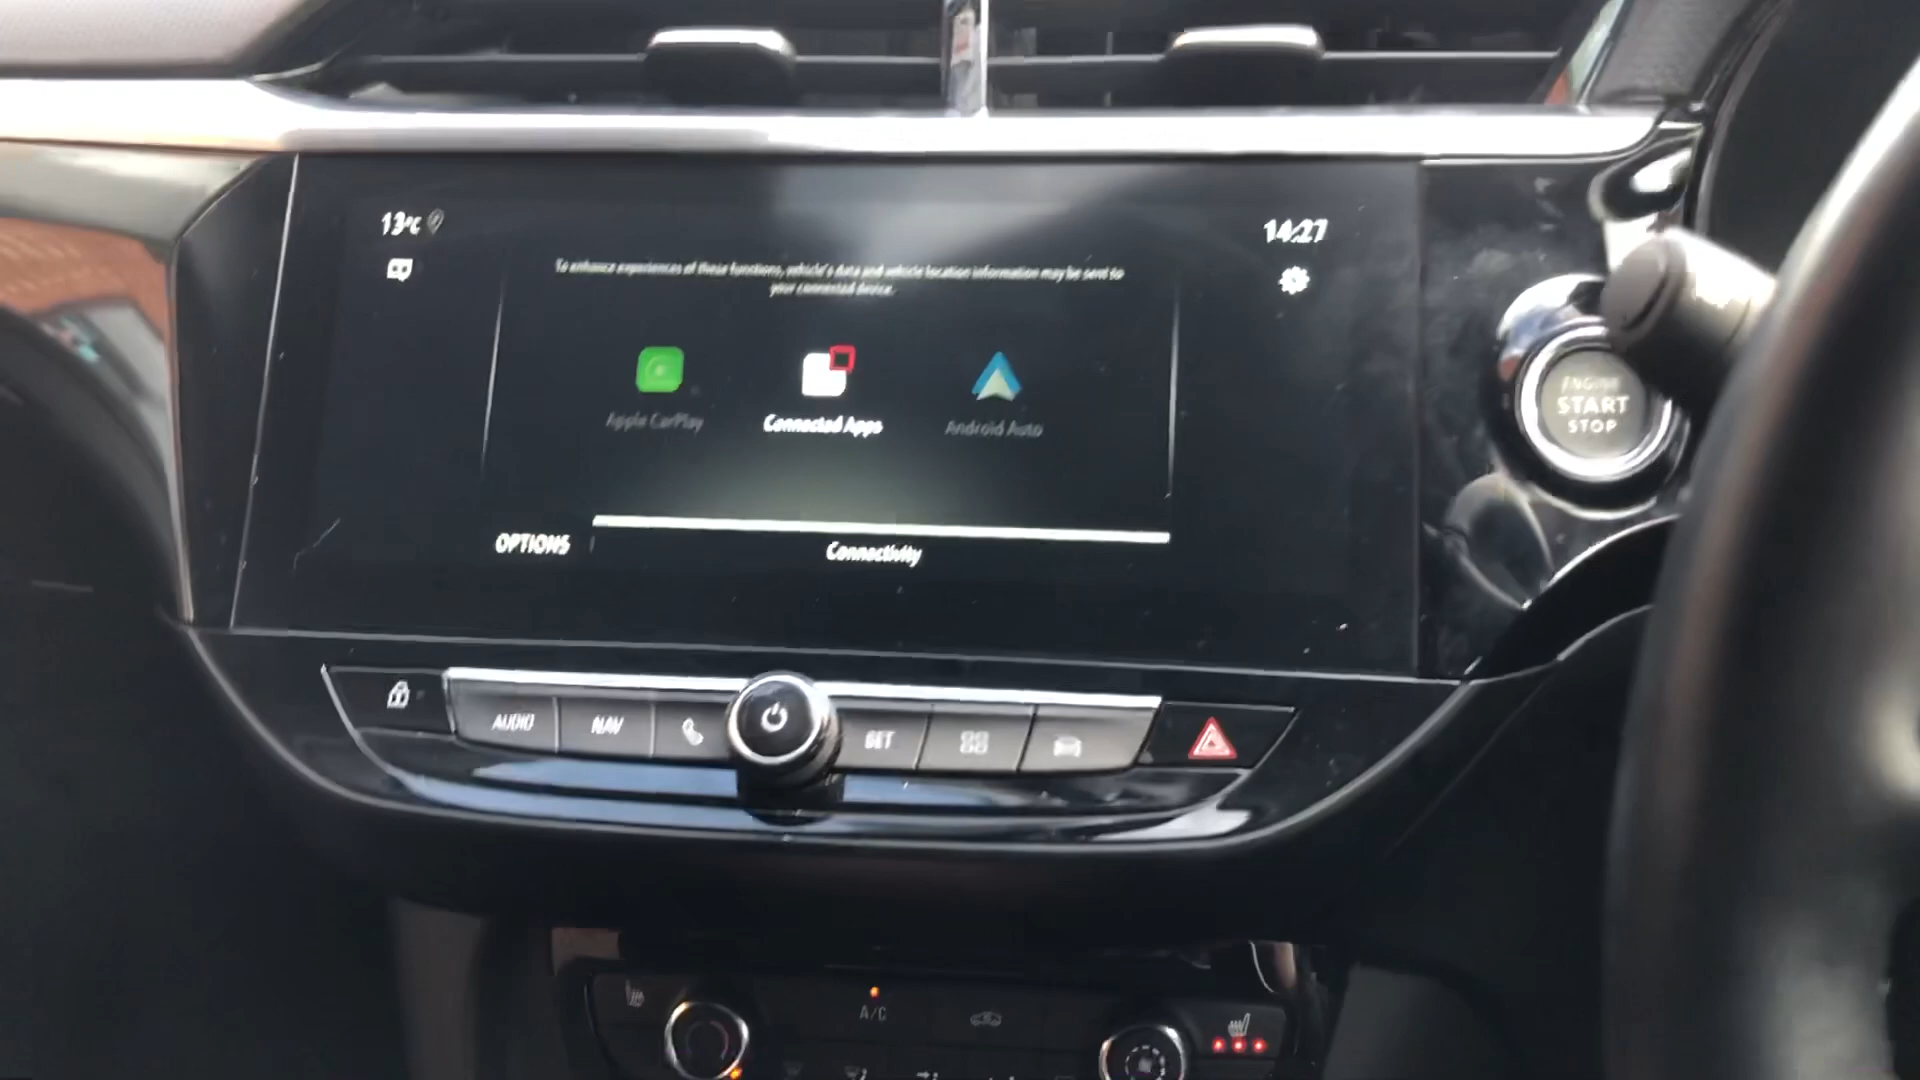 13°C
14:27
To enhance experiences of these functions, vehicle's data and vehicle location information may be sent to
your connected device.
Apple CarPlay
Connected Apps
Android Auto
OPTIONS
Connectivity
ENGINE
START
STOP
AUDIO
NAV
SET
A/C